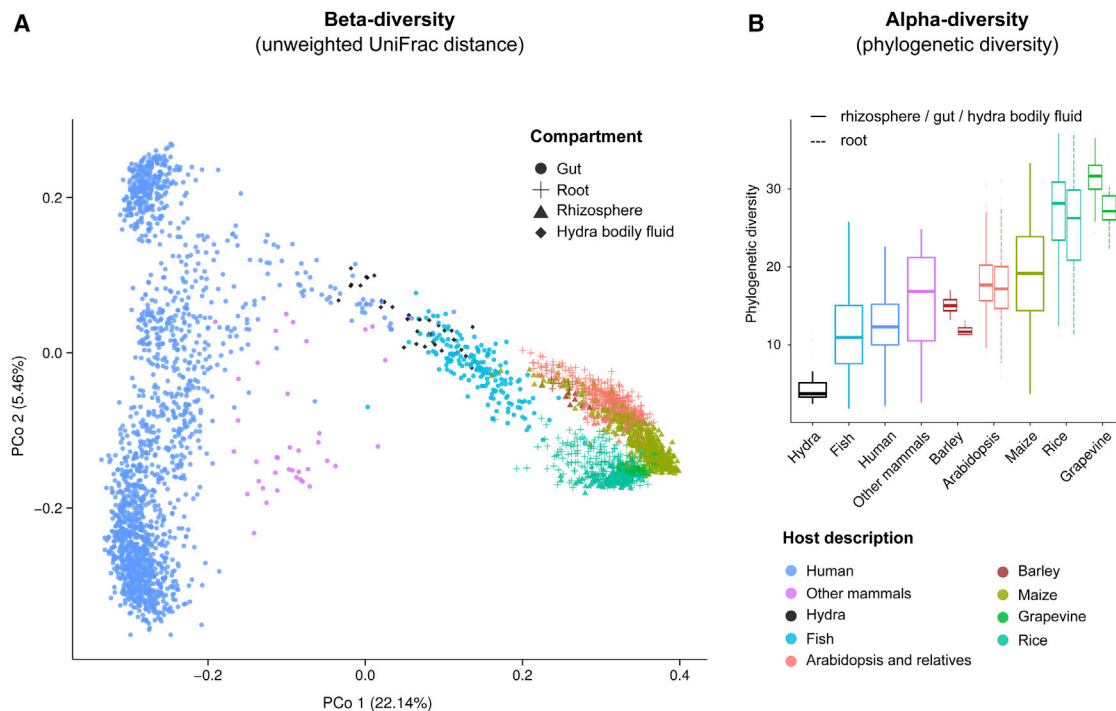 A
Beta-diversity
(unweighted UniFrac distance)
0.2
0.0
−0.2
PCo 2 (5.46%)
−0.2
0.0
0.2
0.4
PCo 1 (22.14%)
Compartment
Gut
Root
Rhizosphere
Hydra bodily fluid
B
Alpha-diversity
(phylogenetic diversity)
rhizosphere / gut / hydra bodily fluid
root
Phylogenetic diversity
30
20
10
Hydra
Fish
Human
Other mammals
Barley
Arabidopsis
Maize
Rice
Grapevine
Host description
Human
Other mammals
Hydra
Fish
Arabidopsis and relatives
Barley
Maize
Grapevine
Rice